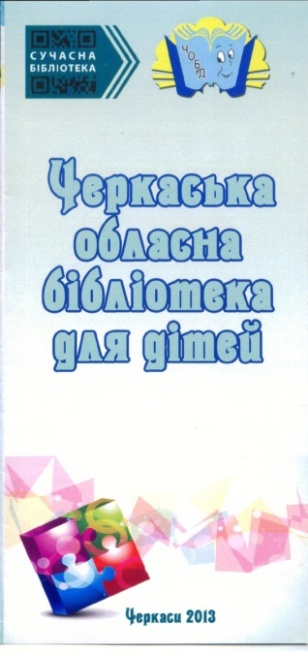 СУЧАСНА
БІБЛІОТЕКА
ЧОБД
Черкаська
обласна
бібліотека
для дітей
Черкаси 2013